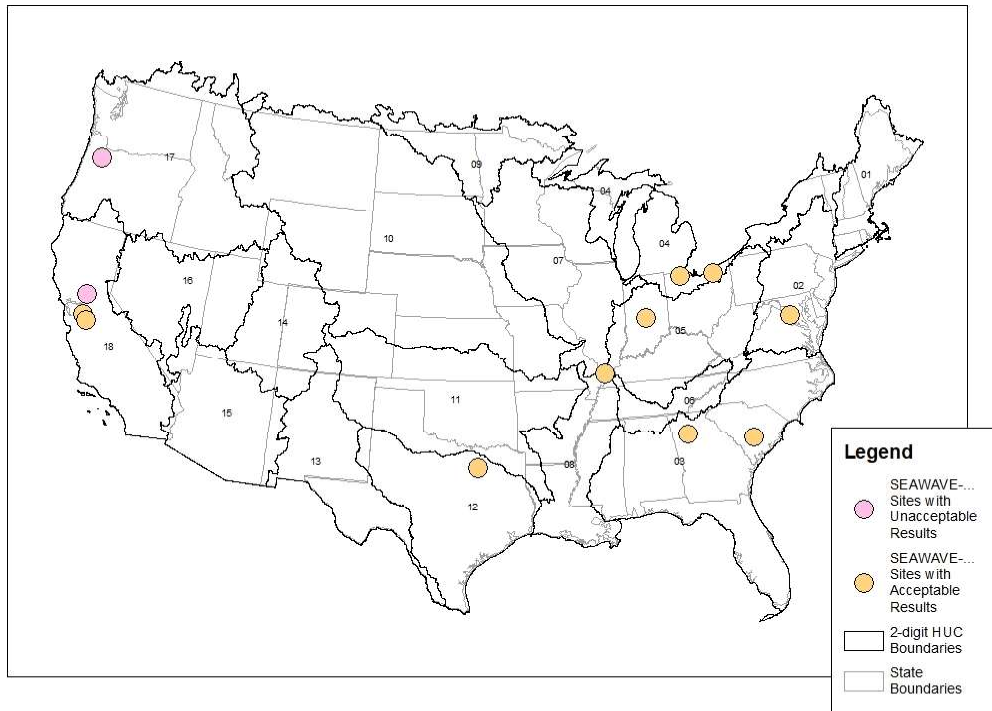 01
17
09
04
04
10
07
16
02
14
05
18
11
06
15
13
03
08
12
Legend
SEAWAVE-...
Sites with
Unacceptable
Results
SEAWAVE-...
Sites with
Acceptable
Results
2-digit HUC
Boundaries
State
Boundaries